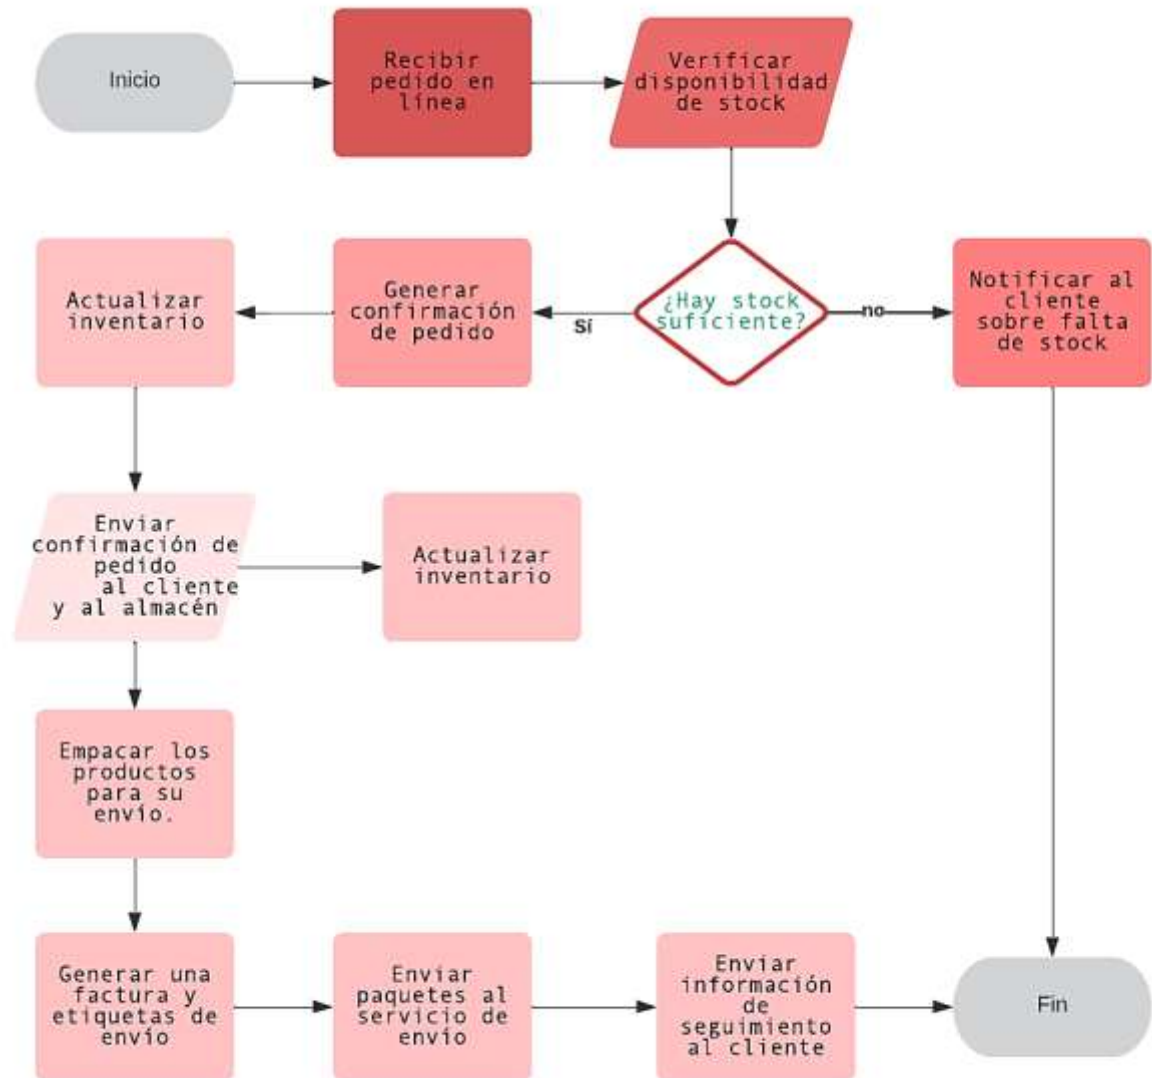 Inicio
Recibir
pedido en
línea
Verificar
disponibilidad
de stock
¿Hay stock
suficiente?
Sí
no
Generar
confirmación
de pedido
Actualizar
inventario
Notificar al
cliente
sobre falta
de stock
Enviar
confirmación de
pedido
al cliente
y al almacén
Actualizar
inventario
Empacar los
productos
para su
envío.
Generar una
factura y
etiquetas de
envío
Enviar
paquetes al
servicio de
envío
Enviar
información
de
seguimiento
al cliente
Fin